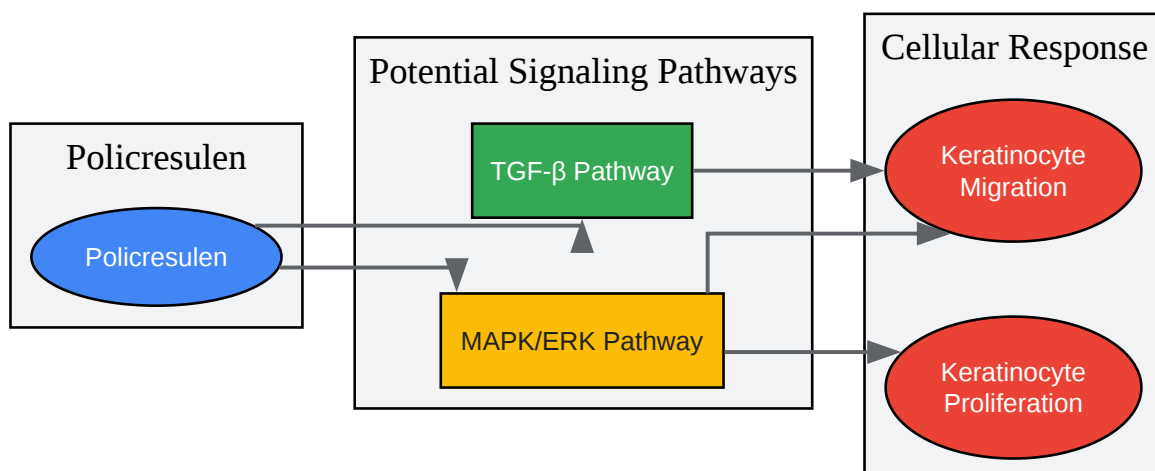 Policresulen
Policresulen
Potential Signaling Pathways
TGF-β Pathway
MAPK/ERK Pathway
Cellular Response
Keratinocyte
Migration
Keratinocyte
Proliferation